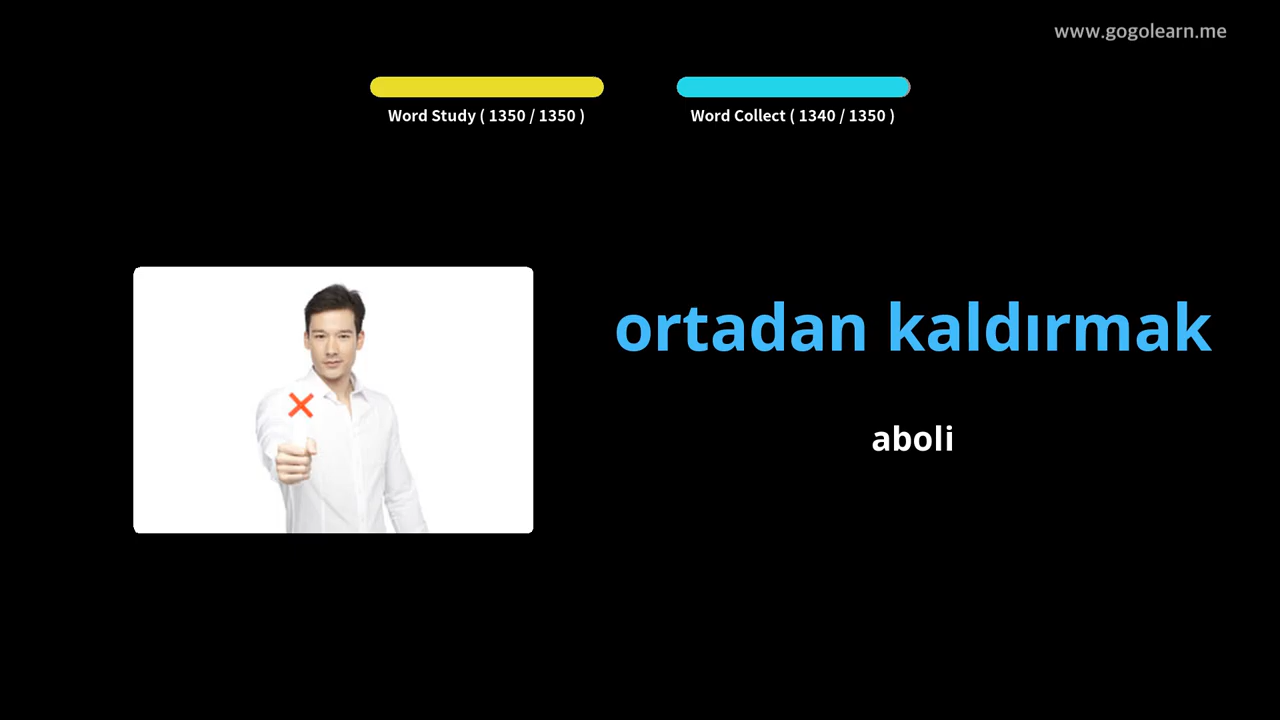 www.gogolearn.me
Word Study ( 1350 / 1350 )
Word Collect ( 1340 / 1350 )
ortadan kaldırmak
aboli